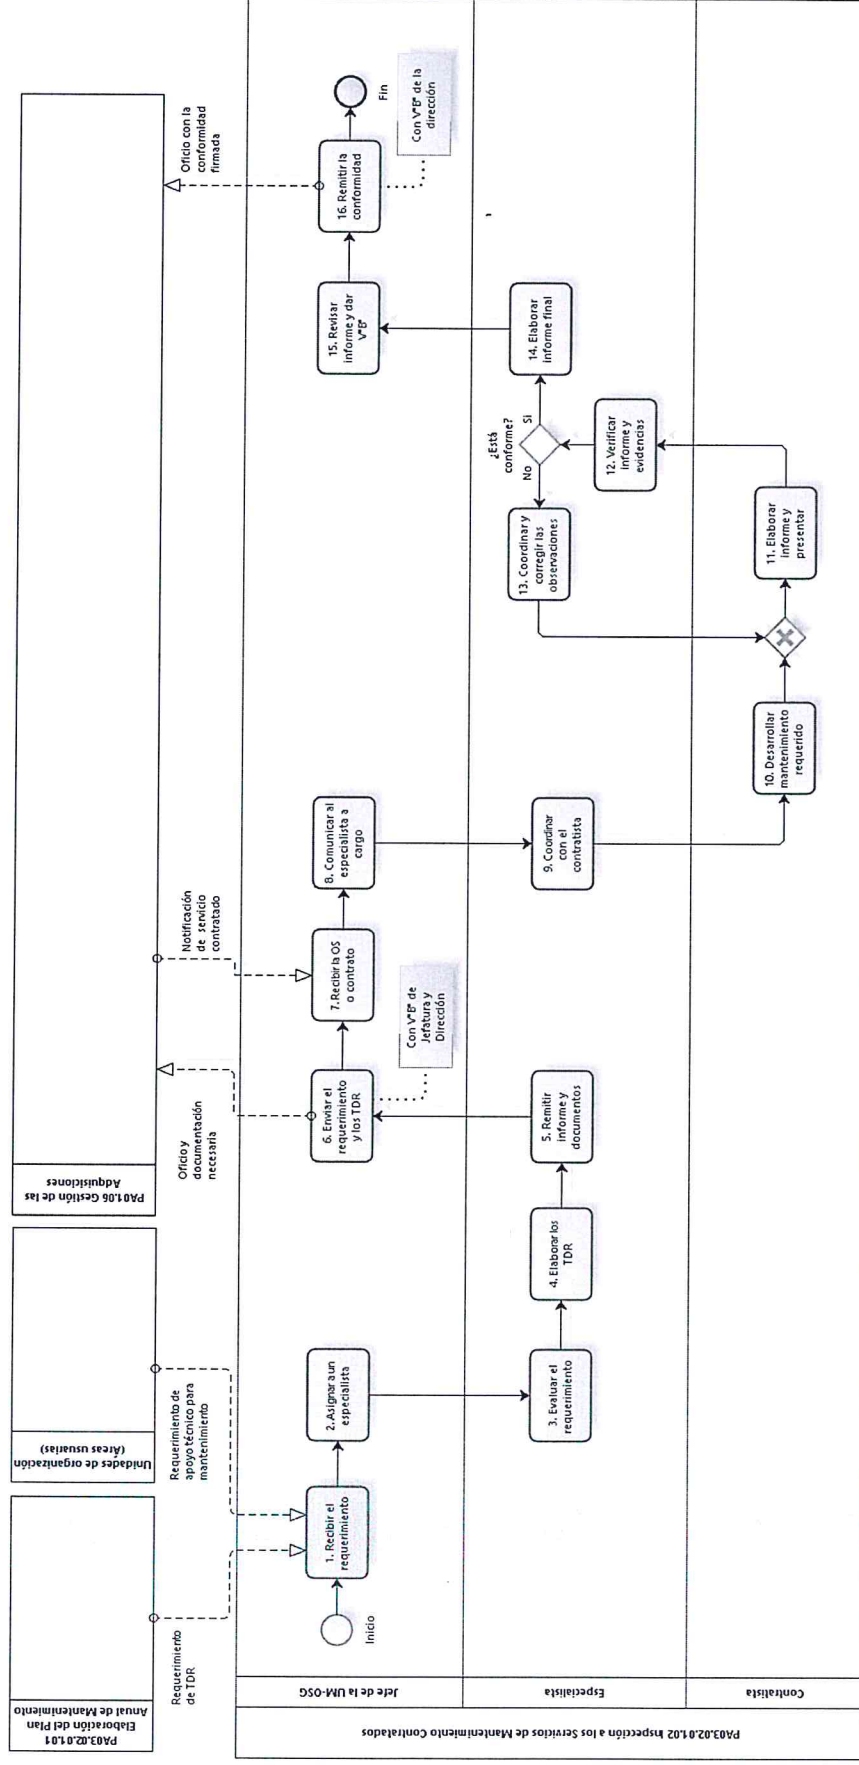 PA03.02.01.01
Elaboración del Plan
Anual de Mantenimiento
Unidades de organización
(Áreas usuarias)
PA01.06 Gestión de las
Adquisiciones
Requerimiento
de TDR
Requerimiento de
apoyo técnico para
mantenimiento
Oficio y
documentación
necesaria
Notificación
de servicio
contratado
Oficio con la
conformidad
firmada
PA03.02.01.02 Inspección a los Servicios de Mantenimiento Contratados
Jefe de la UM-OSG
Inicio
1. Recibir el
requerimiento
2. Asignar a un
especialista
6. Enviar el
requerimiento
y los TDR
Con V°B° de
Jefatura y
Dirección
7. Recibir la OS
o contrato
8. Comunicar al
especialista a
cargo
15. Revisar
informe y dar
V°B°
16. Remitir la
conformidad
Con V°B° de la
dirección
Fin
Especialista
3. Evaluar el
requerimiento
4. Elaborar los
TDR
5. Remitir
informe y
documentos
9. Coordinar
con el
contratista
13. Coordinar y
corregir las
observaciones
¿Está
conforme?
No
Si
12. Verificar
informe y
evidencias
14. Elaborar
informe final
Contratista
10. Desarrollar
mantenimiento
requerido
11. Elaborar
informe y
presentar